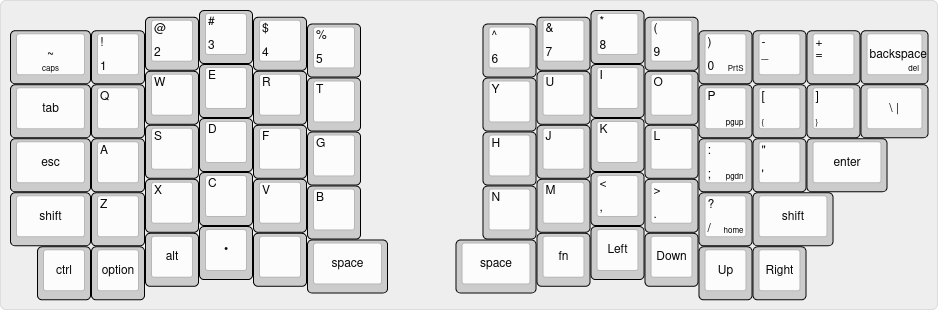 ~
caps
!
1
@
2
#
3
$
4
%
5
^
6
&
7
*
8
(
9
)
0 PrtS
-
_
+
=
backspace
del
tab
Q
W
E
R
T
Y
U
I
O
P
pgup
[
{
]
}
\ |
esc
A
S
D
F
G
H
J
K
L
:
; pgdn
"
'
enter
shift
Z
X
C
V
B
N
M
<
,
>
.
?
/ home
shift
ctrl
option
alt
•
space
space
fn
Left
Down
Up
Right